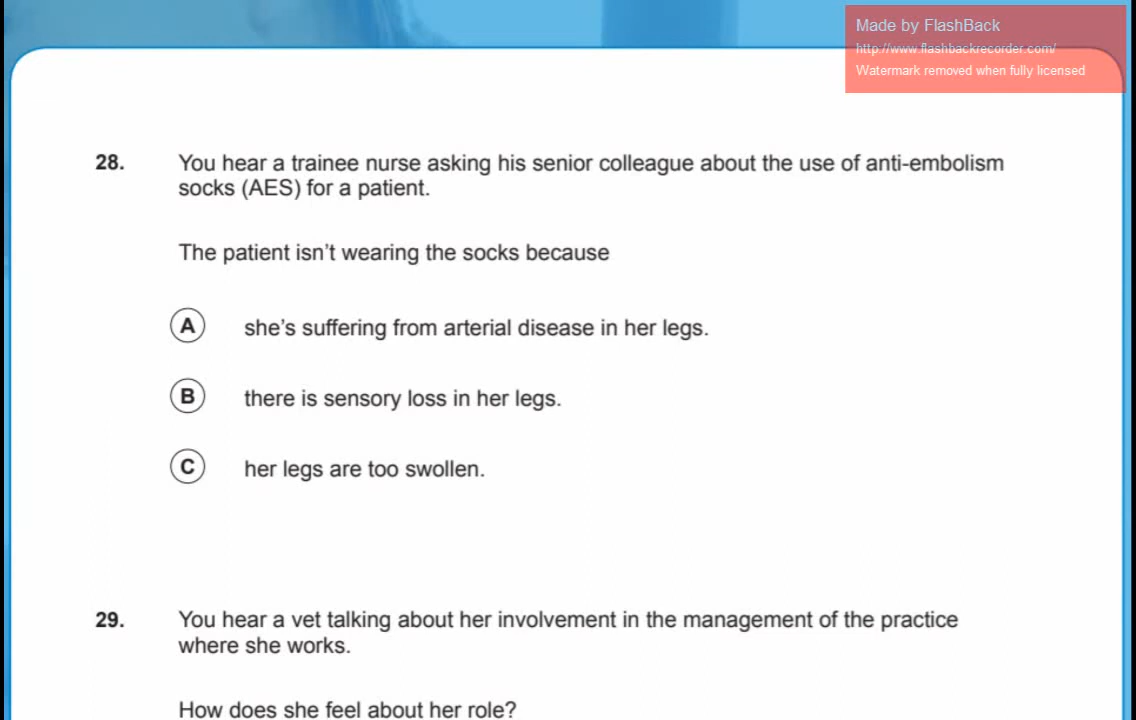 Made by FlashBack
http://www.flashbackrecorder.com/
Watermark removed when fully licensed
28. You hear a trainee nurse asking his senior colleague about the use of anti-embolism
socks (AES) for a patient.
The patient isn’t wearing the socks because
A she’s suffering from arterial disease in her legs.
B there is sensory loss in her legs.
C her legs are too swollen.
29. You hear a vet talking about her involvement in the management of the practice
where she works.
How does she feel about her role?